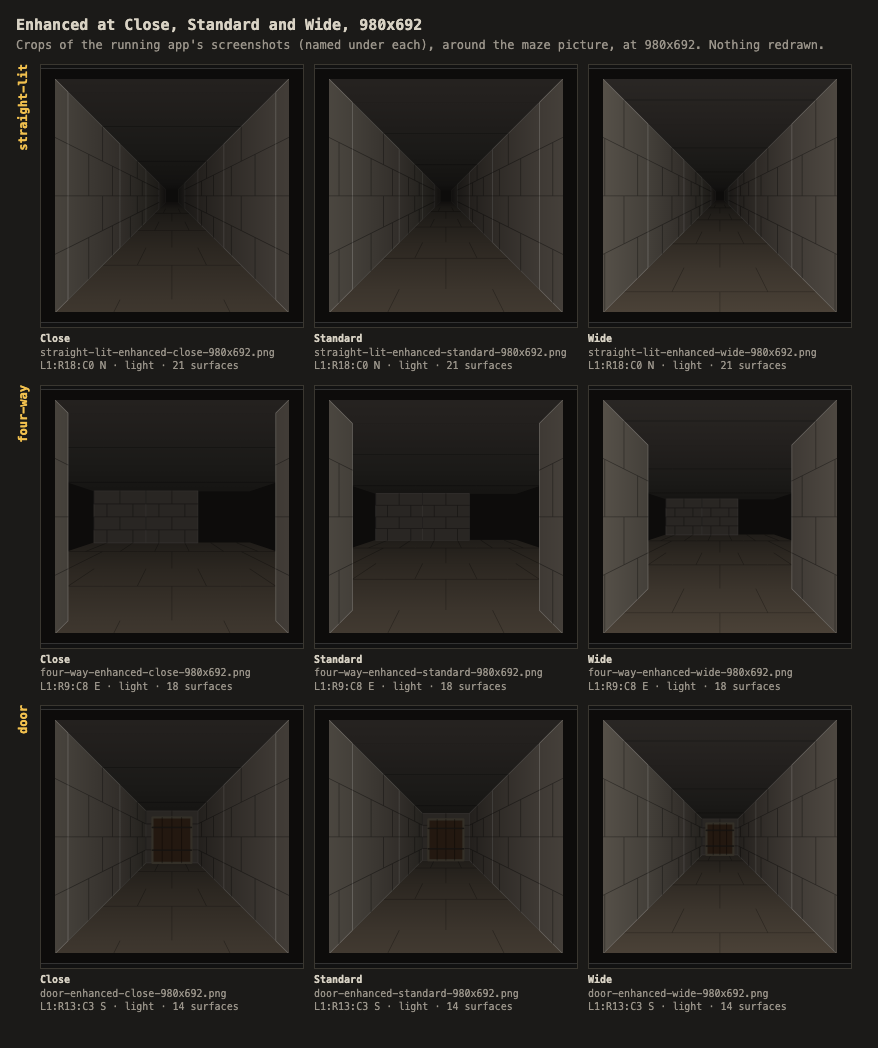 Enhanced at Close, Standard and Wide, 980x692
Crops of the running app's screenshots (named under each), around the maze picture, at 980x692. Nothing redrawn.
straight-lit
Close
straight-lit-enhanced-close-980x692.png
L1:R18:C0 N · light · 21 surfaces
Standard
straight-lit-enhanced-standard-980x692.png
L1:R18:C0 N · light · 21 surfaces
Wide
straight-lit-enhanced-wide-980x692.png
L1:R18:C0 N · light · 21 surfaces
four-way
Close
four-way-enhanced-close-980x692.png
L1:R9:C8 E · light · 18 surfaces
Standard
four-way-enhanced-standard-980x692.png
L1:R9:C8 E · light · 18 surfaces
Wide
four-way-enhanced-wide-980x692.png
L1:R9:C8 E · light · 18 surfaces
door
Close
door-enhanced-close-980x692.png
L1:R13:C3 S · light · 14 surfaces
Standard
door-enhanced-standard-980x692.png
L1:R13:C3 S · light · 14 surfaces
Wide
door-enhanced-wide-980x692.png
L1:R13:C3 S · light · 14 surfaces